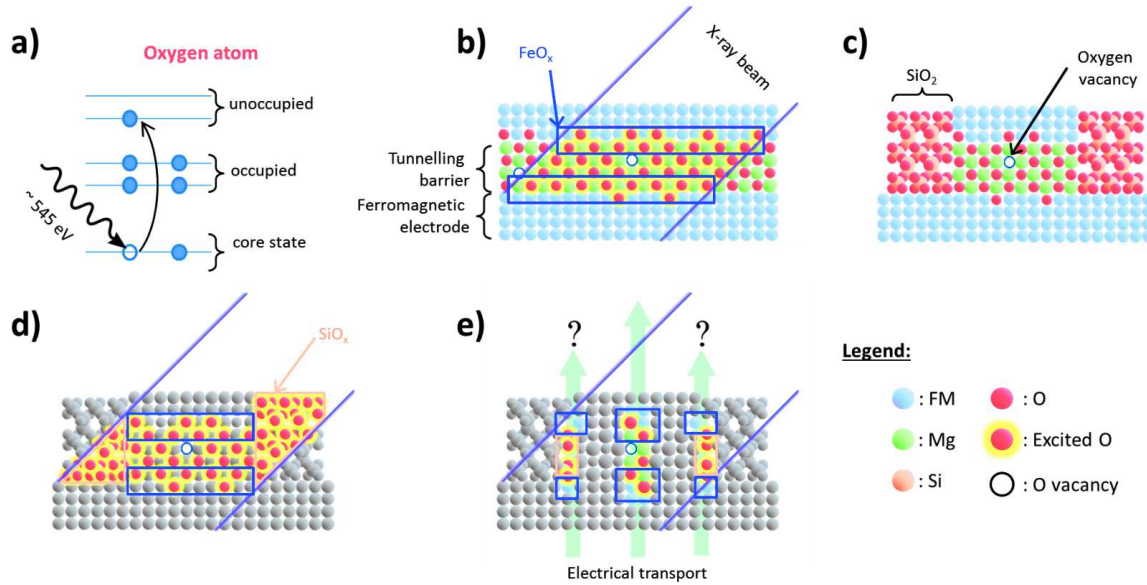 a)
Oxygen atom
unoccupied
occupied
core state
~ 545 eV
b)
FeOₓ
X-ray beam
Tunnelling
barrier
Ferromagnetic
electrode
c)
SiO₂
Oxygen
vacancy
d)
SiOₓ
e)
?
?
Electrical transport
Legend:
: FM
: O
: Mg
: Excited O
: Si
: O vacancy